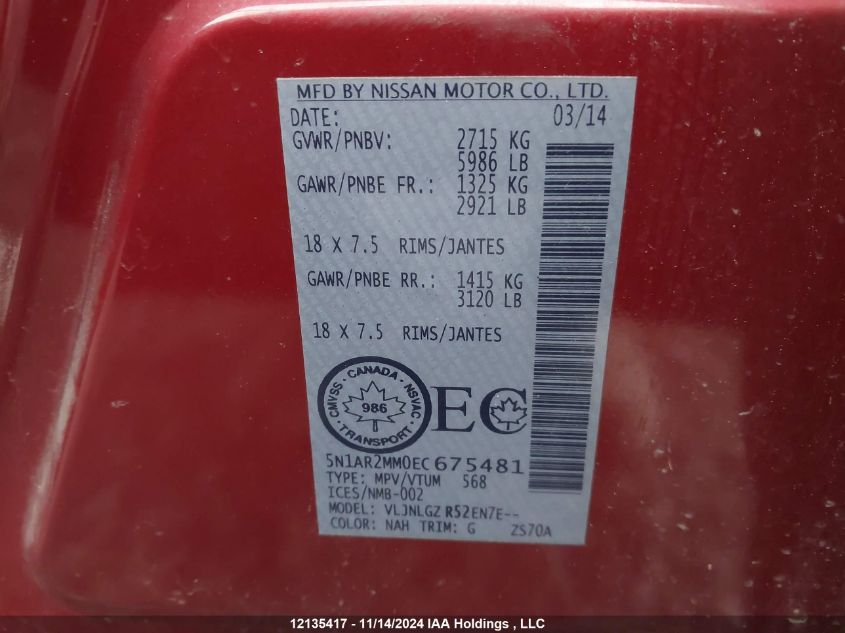 MFD BY NISSAN MOTOR CO., LTD.
DATE: 03/14
GVWR/PNBV: 2715 KG
5986 LB
GAWR/PNBE FR.: 1325 KG
2921 LB
18 X 7.5 RIMS/JANTES
GAWR/PNBE RR.: 1415 KG
3120 LB
18 X 7.5 RIMS/JANTES
CMVSS · CANADA · NSVAC · TRANSPORT ·
986
EC
5N1AR2MM0EC675481
TYPE: MPV/VTUM 568
ICES/NMB-002
MODEL: VLJNLGZ R52EN7E--
COLOR: NAH TRIM: G ZS70A
12135417 - 11/14/2024 IAA Holdings , LLC